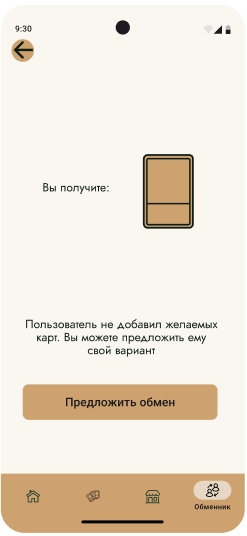 9:30
Вы получите:
Пользователь не добавил желаемых
карт. Вы можете предложить ему
свой вариант
Предложить обмен
Обменник